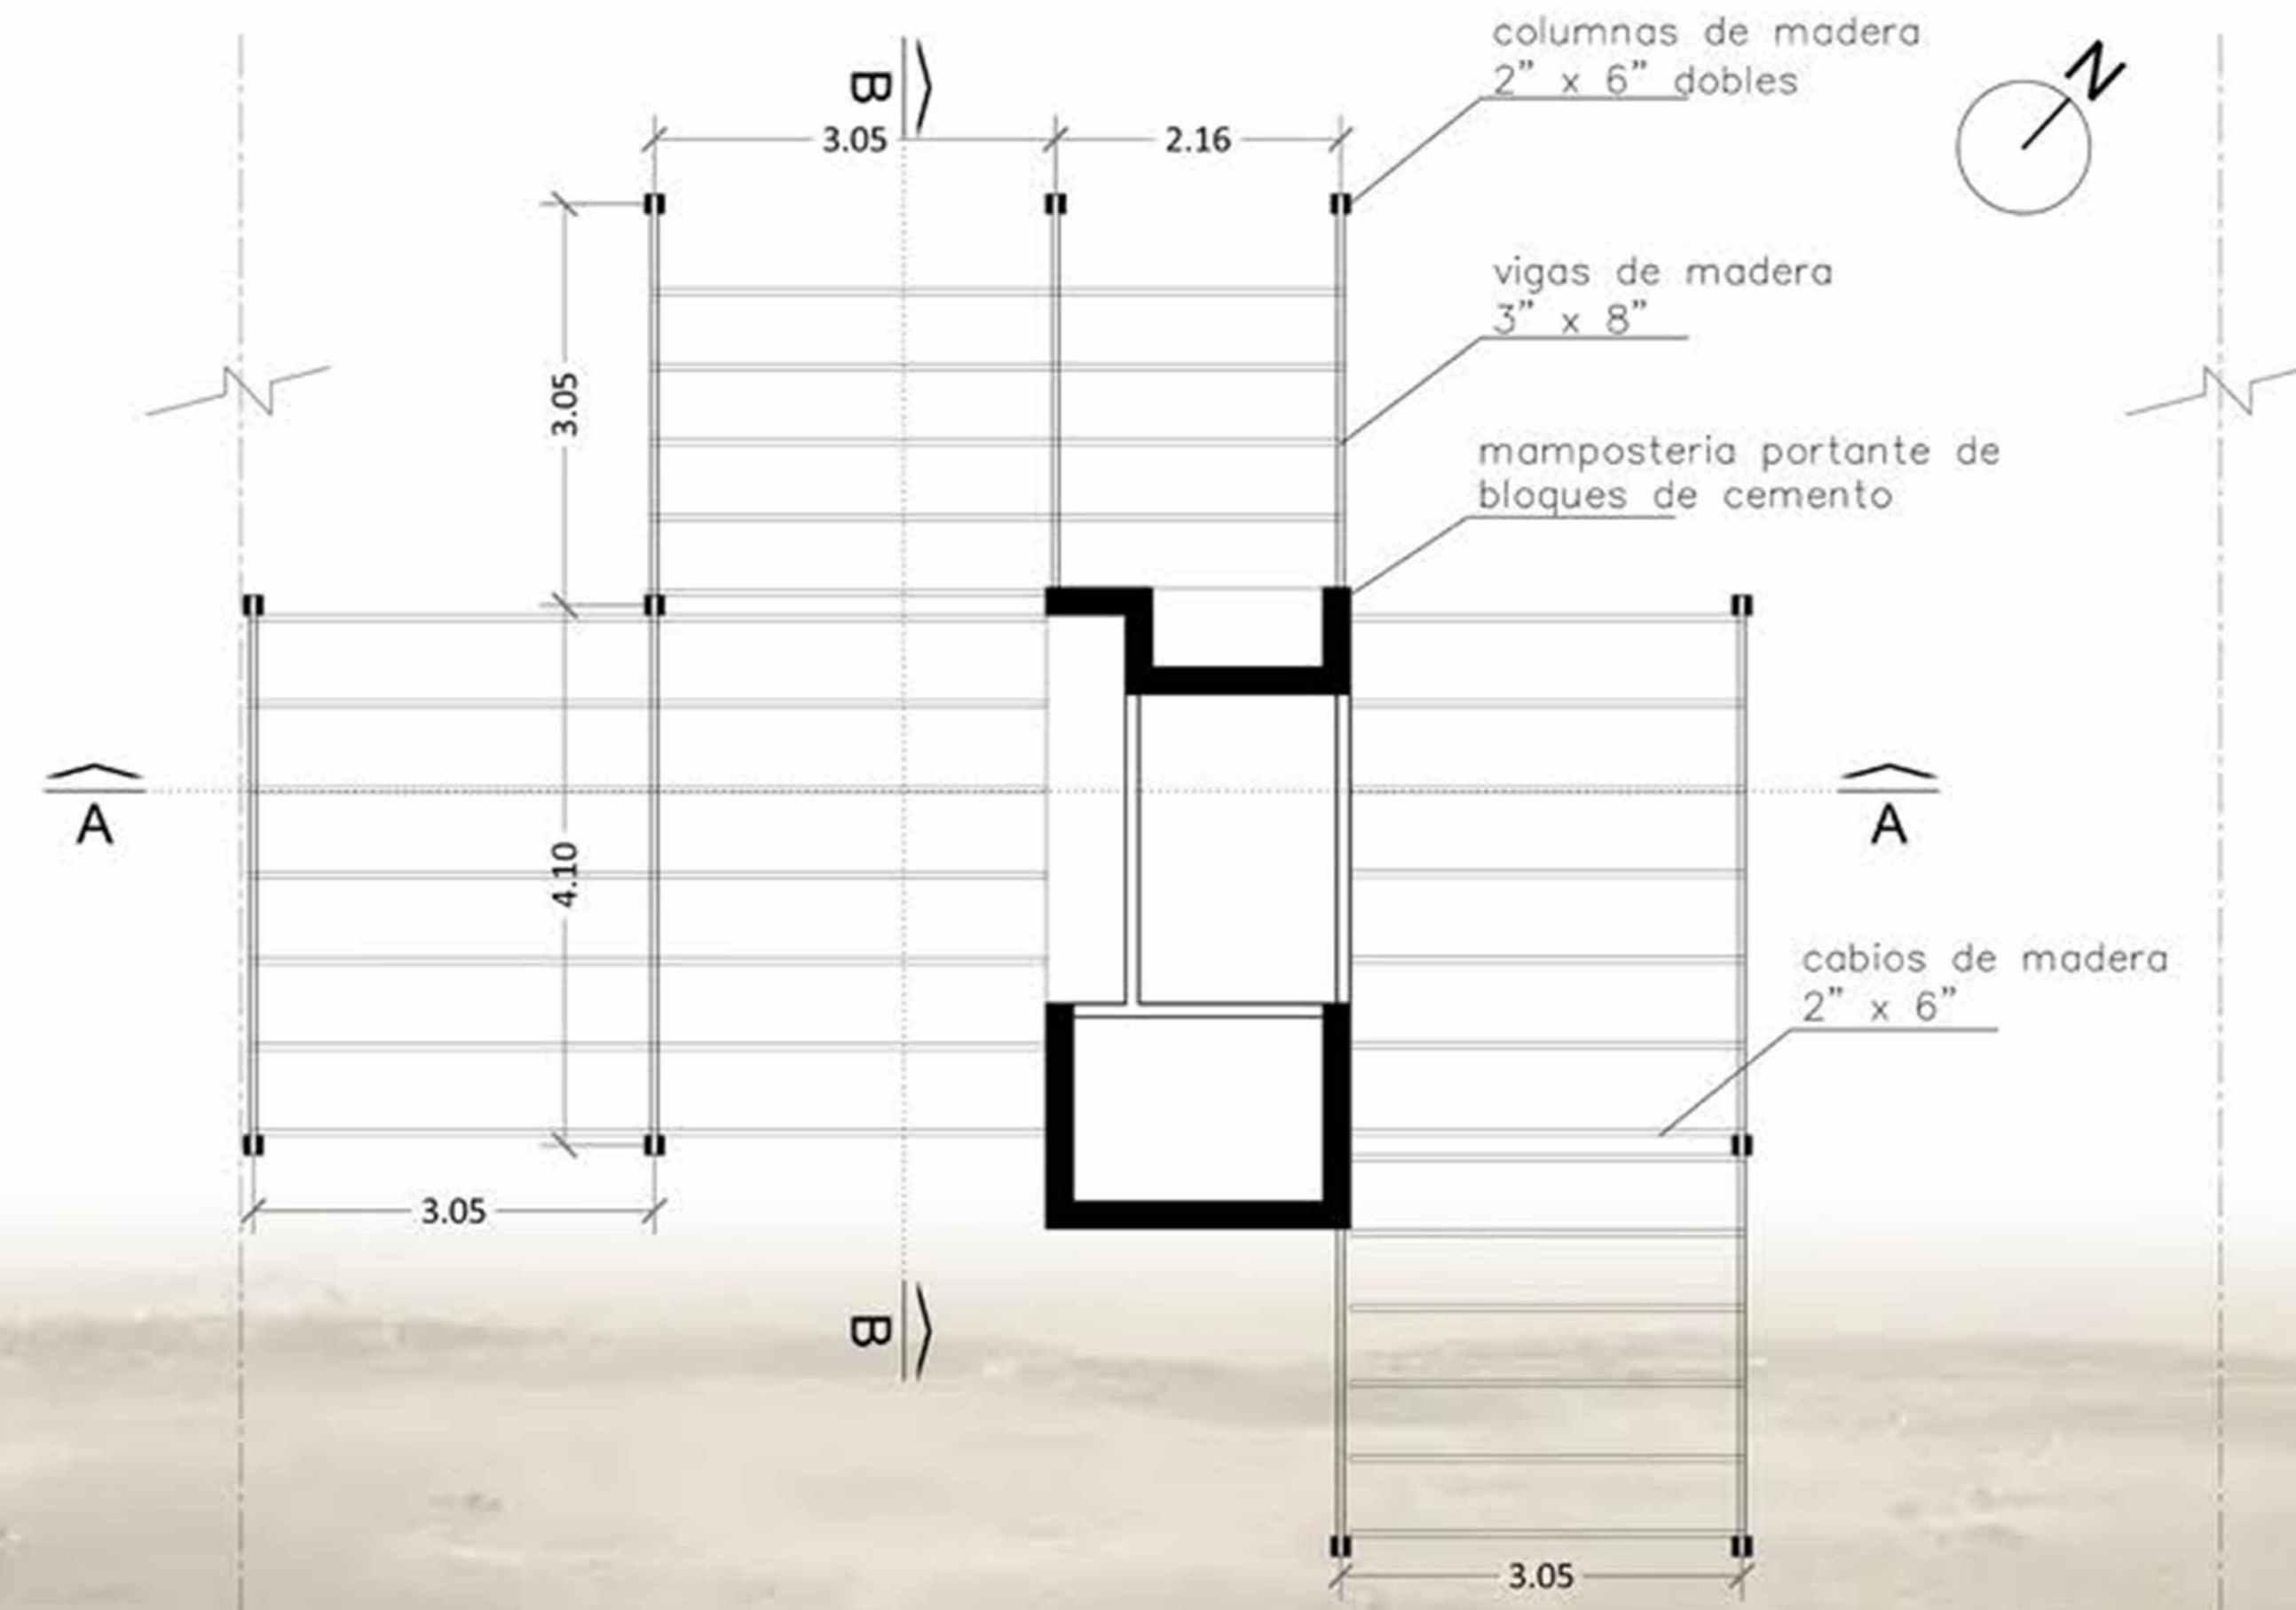 columnas de madera
2” x 6” dobles
N
B
3.05
2.16
vigas de madera
3” x 8”
3.05
mamposteria portante de
bloques de cemento
A
A
4.10
cabios de madera
2” x 6”
3.05
B
3.05